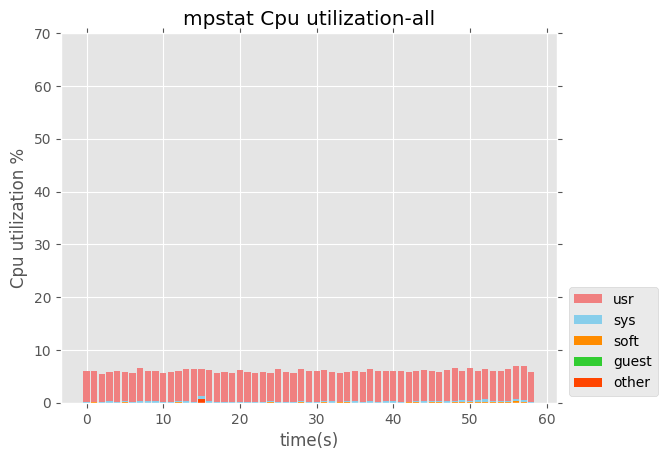 mpstat Cpu utilization-all
70
60
50
40
30
20
10
0
Cpu utilization %
0 10 20 30 40 50 60
time(s)
usr
sys
soft
guest
other